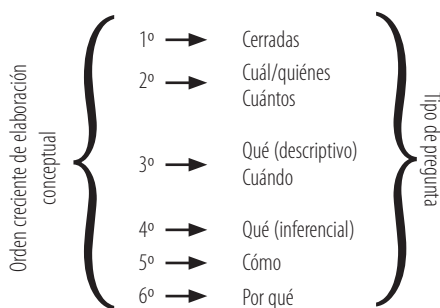 Orden creciente de elaboración
conceptual
1º Cerradas
2º Cuál/quiénes
Cuántos
3º Qué (descriptivo)
Cuándo
4º Qué (inferencial)
5º Cómo
6º Por qué
Tipo de pregunta